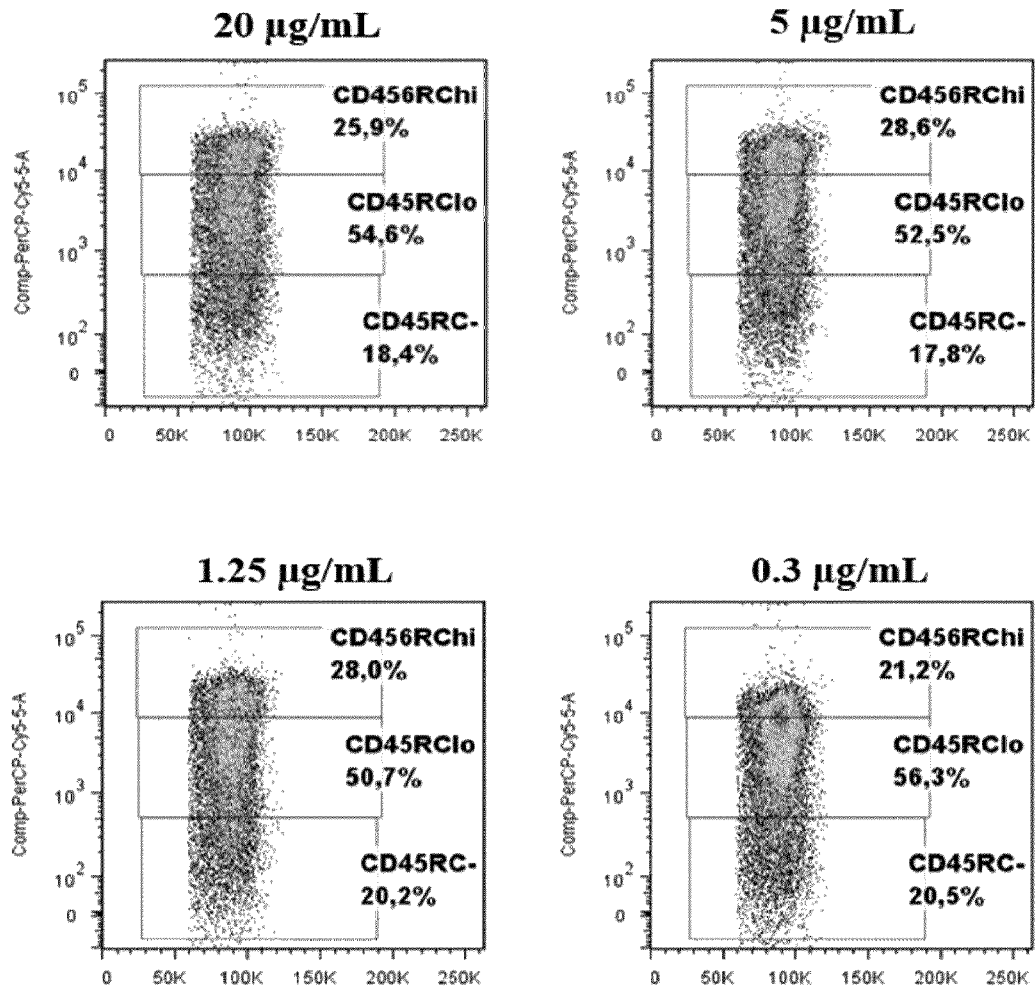 20 µg/mL
5 µg/mL
CD456RChi
25,9%
CD45RClo
54,6%
CD45RC-
18,4%
10⁵
10⁴
10³
10²
0
Comp-PerCP-Cy5-5-A
0 50K 100K 150K 200K 250K
CD456RChi
28,6%
CD45RClo
52,5%
CD45RC-
17,8%
10⁵
10⁴
10³
10²
0
Comp-PerCP-Cy5-5-A
0 50K 100K 150K 200K 250K
1.25 µg/mL
0.3 µg/mL
CD456RChi
28,0%
CD45RClo
50,7%
CD45RC-
20,2%
10⁵
10⁴
10³
10²
0
Comp-PerCP-Cy5-5-A
0 50K 100K 150K 200K 250K
CD456RChi
21,2%
CD45RClo
56,3%
CD45RC-
20,5%
10⁵
10⁴
10³
10²
0
Comp-PerCP-Cy5-5-A
0 50K 100K 150K 200K 250K